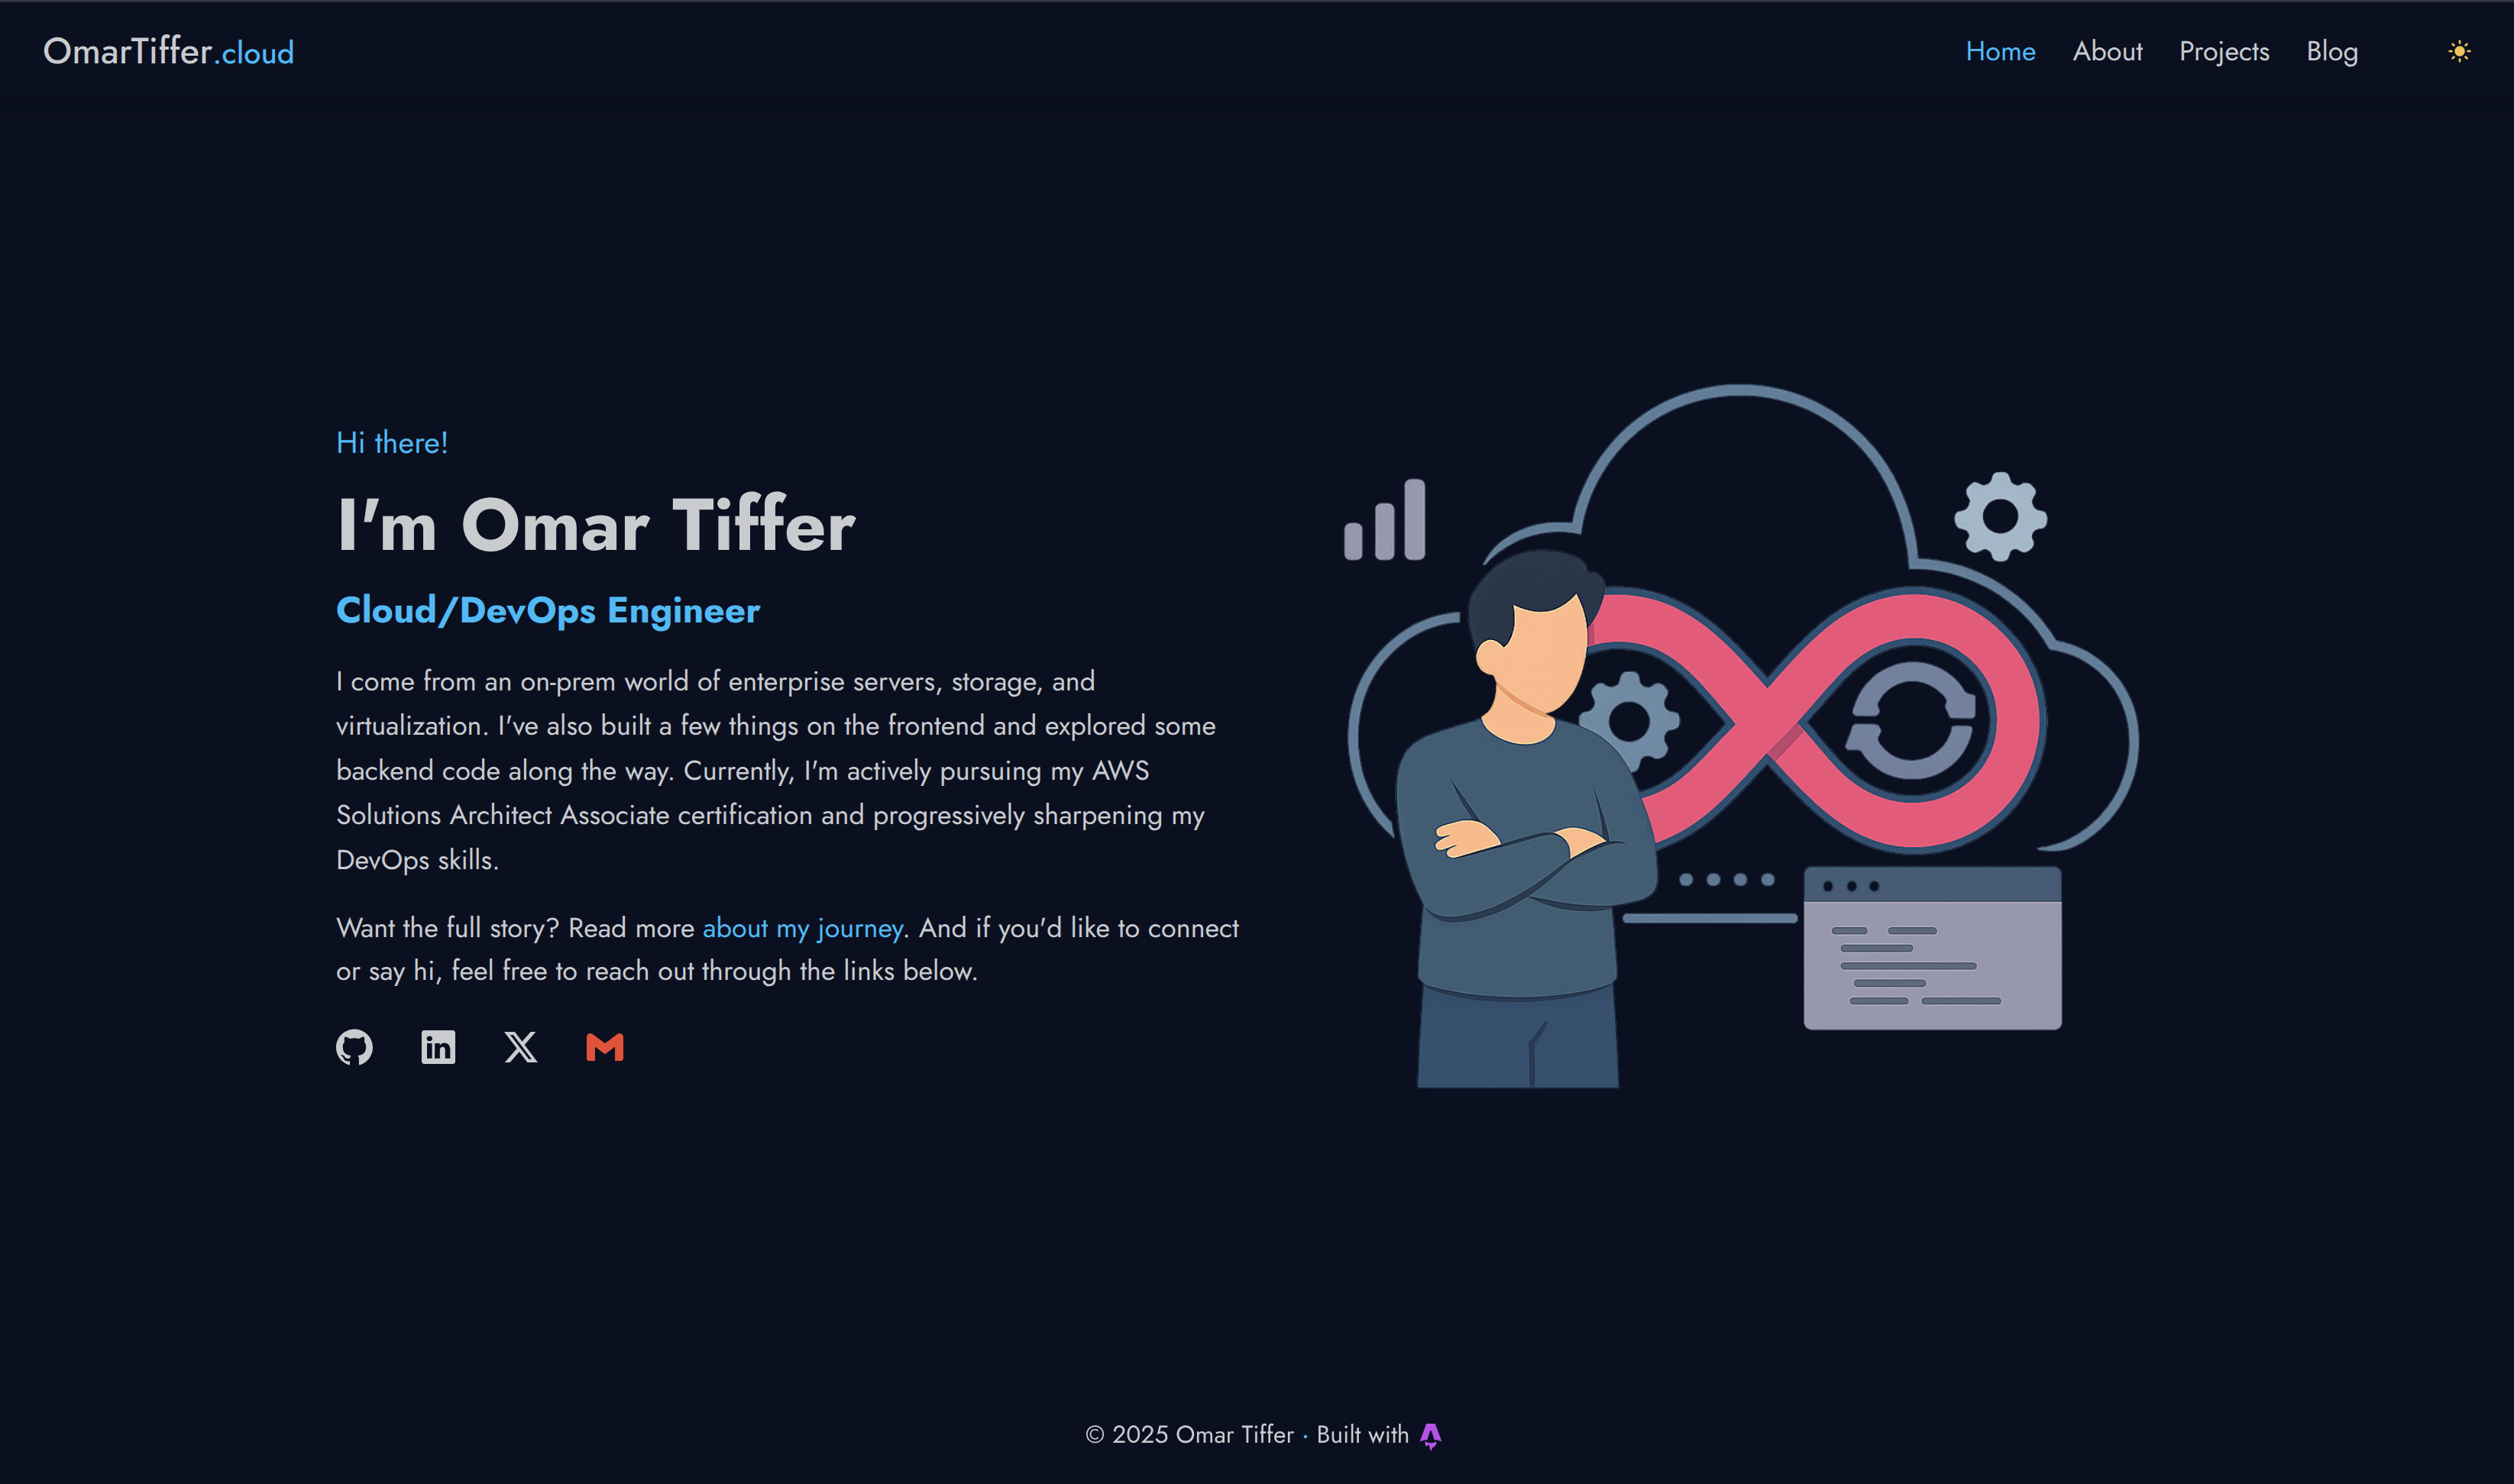 OmarTiffer.cloud
Home About Projects Blog
Hi there!
I'm Omar Tiffer
Cloud/DevOps Engineer
I come from an on-prem world of enterprise servers, storage, and
virtualization. I've also built a few things on the frontend and explored some
backend code along the way. Currently, I'm actively pursuing my AWS
Solutions Architect Associate certification and progressively sharpening my
DevOps skills.
Want the full story? Read more about my journey. And if you'd like to connect
or say hi, feel free to reach out through the links below.
© 2025 Omar Tiffer · Built with